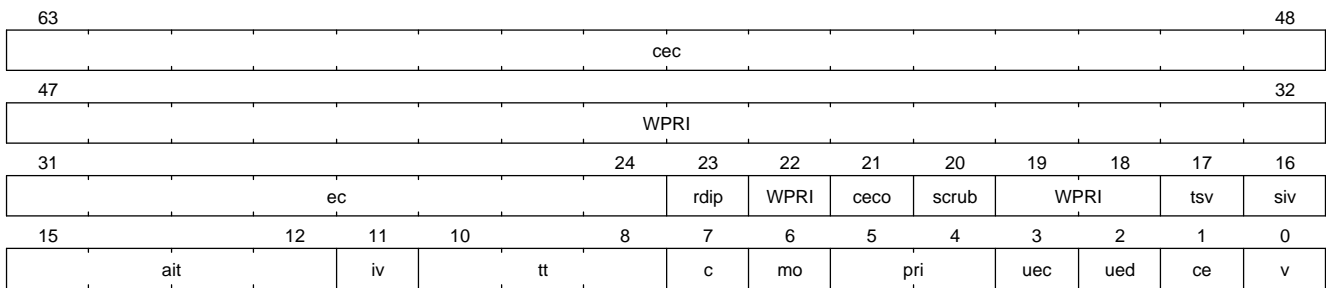 63 48
cec
47 32
WPRI
31 24 23 22 21 20 19 18 17 16
ec rdip WPRI ceco scrub WPRI tsv siv
15 12 11 10 8 7 6 5 4 3 2 1 0
ait iv tt c mo pri uec ued ce v